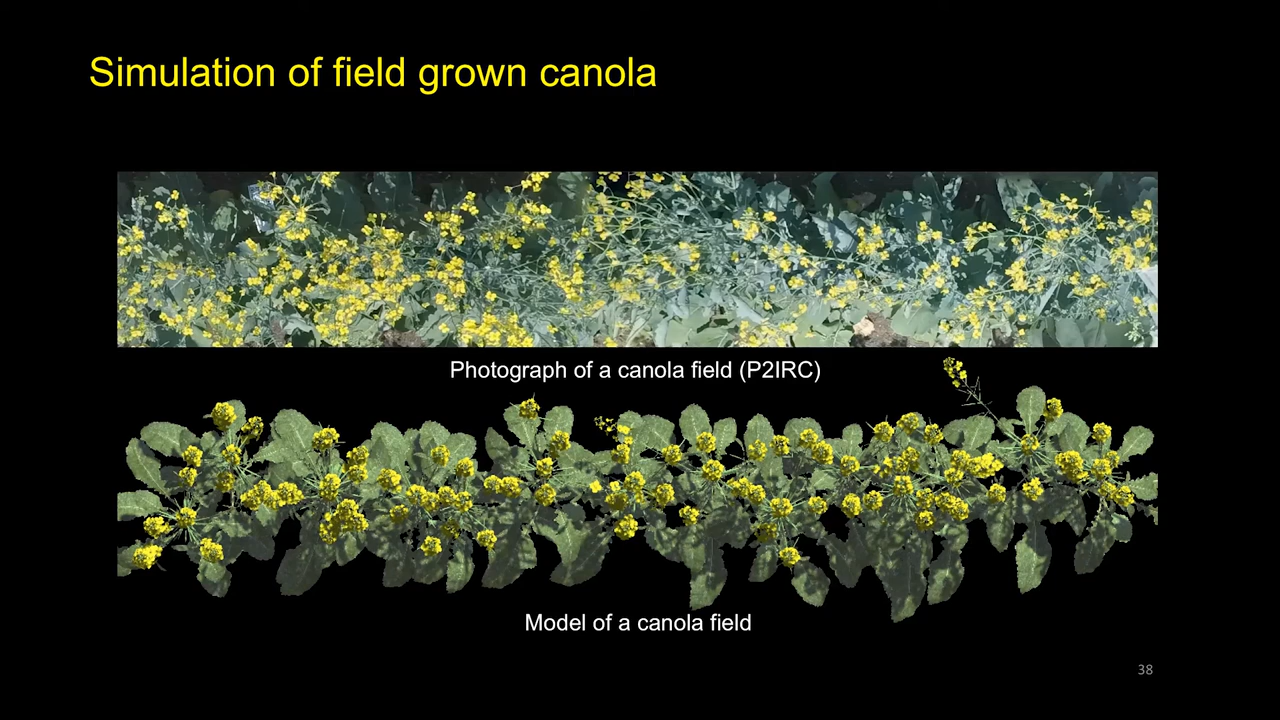 Simulation of field grown canola
Photograph of a canola field (P2IRC)
Model of a canola field
38